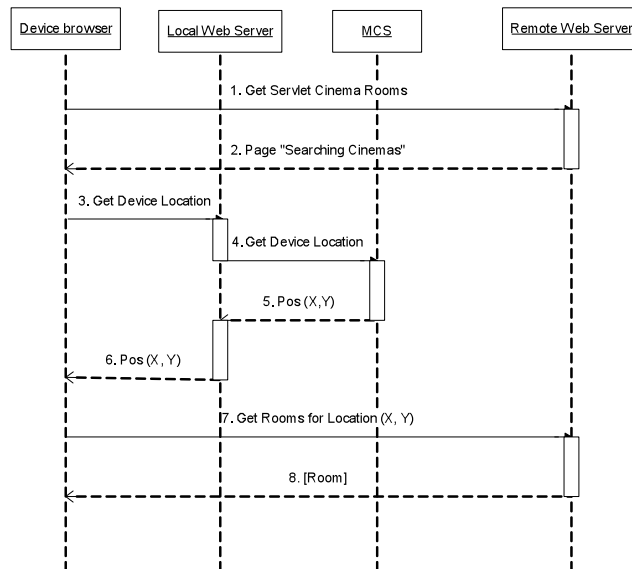 Device browser
Local Web Server
MCS
Remote Web Server
1. Get Servlet Cinema Rooms
2. Page "Searching Cinemas"
3. Get Device Location
4. Get Device Location
5. Pos (X,Y)
6. Pos (X, Y)
7. Get Rooms for Location (X, Y)
8. [Room]